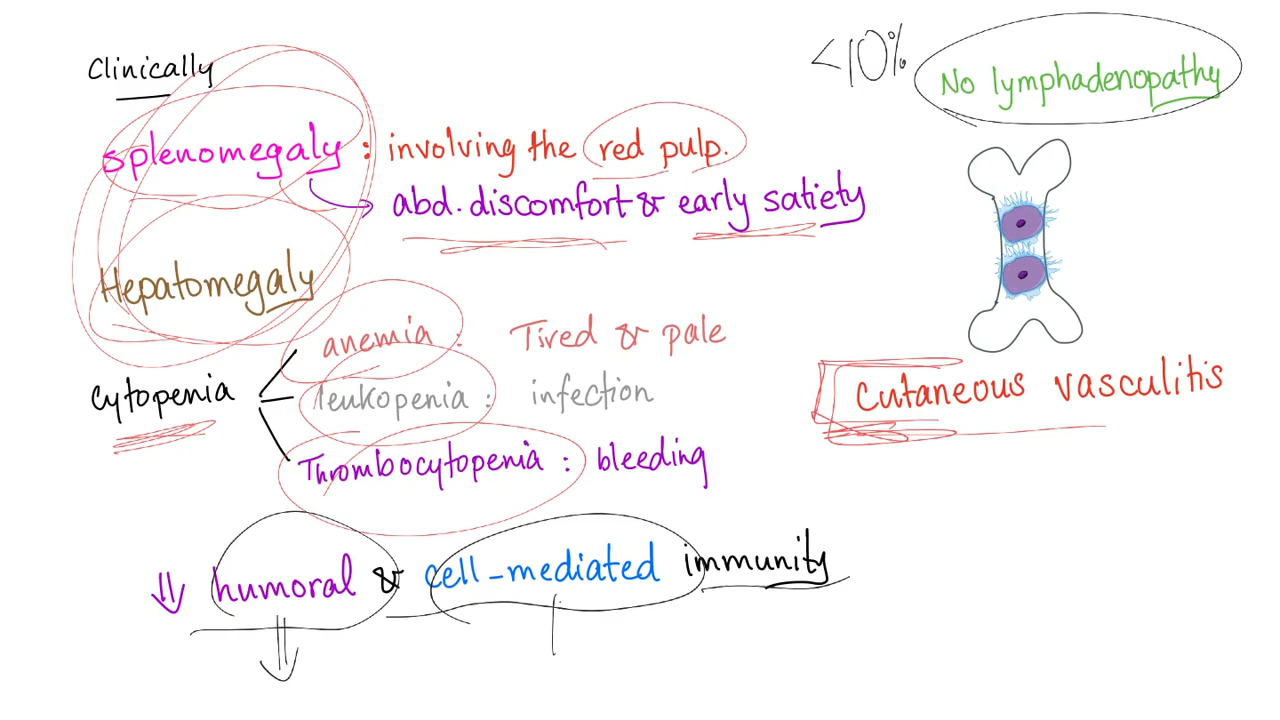 Clinically
<10%
No lymphadenopathy
splenomegaly : involving the red pulp.
abd. discomfort & early satiety
Hepatomegaly
anemia : Tired & pale
cytopenia
leukopenia : infection
Thrombocytopenia : bleeding
Cutaneous vasculitis
humoral & cell-mediated immunity